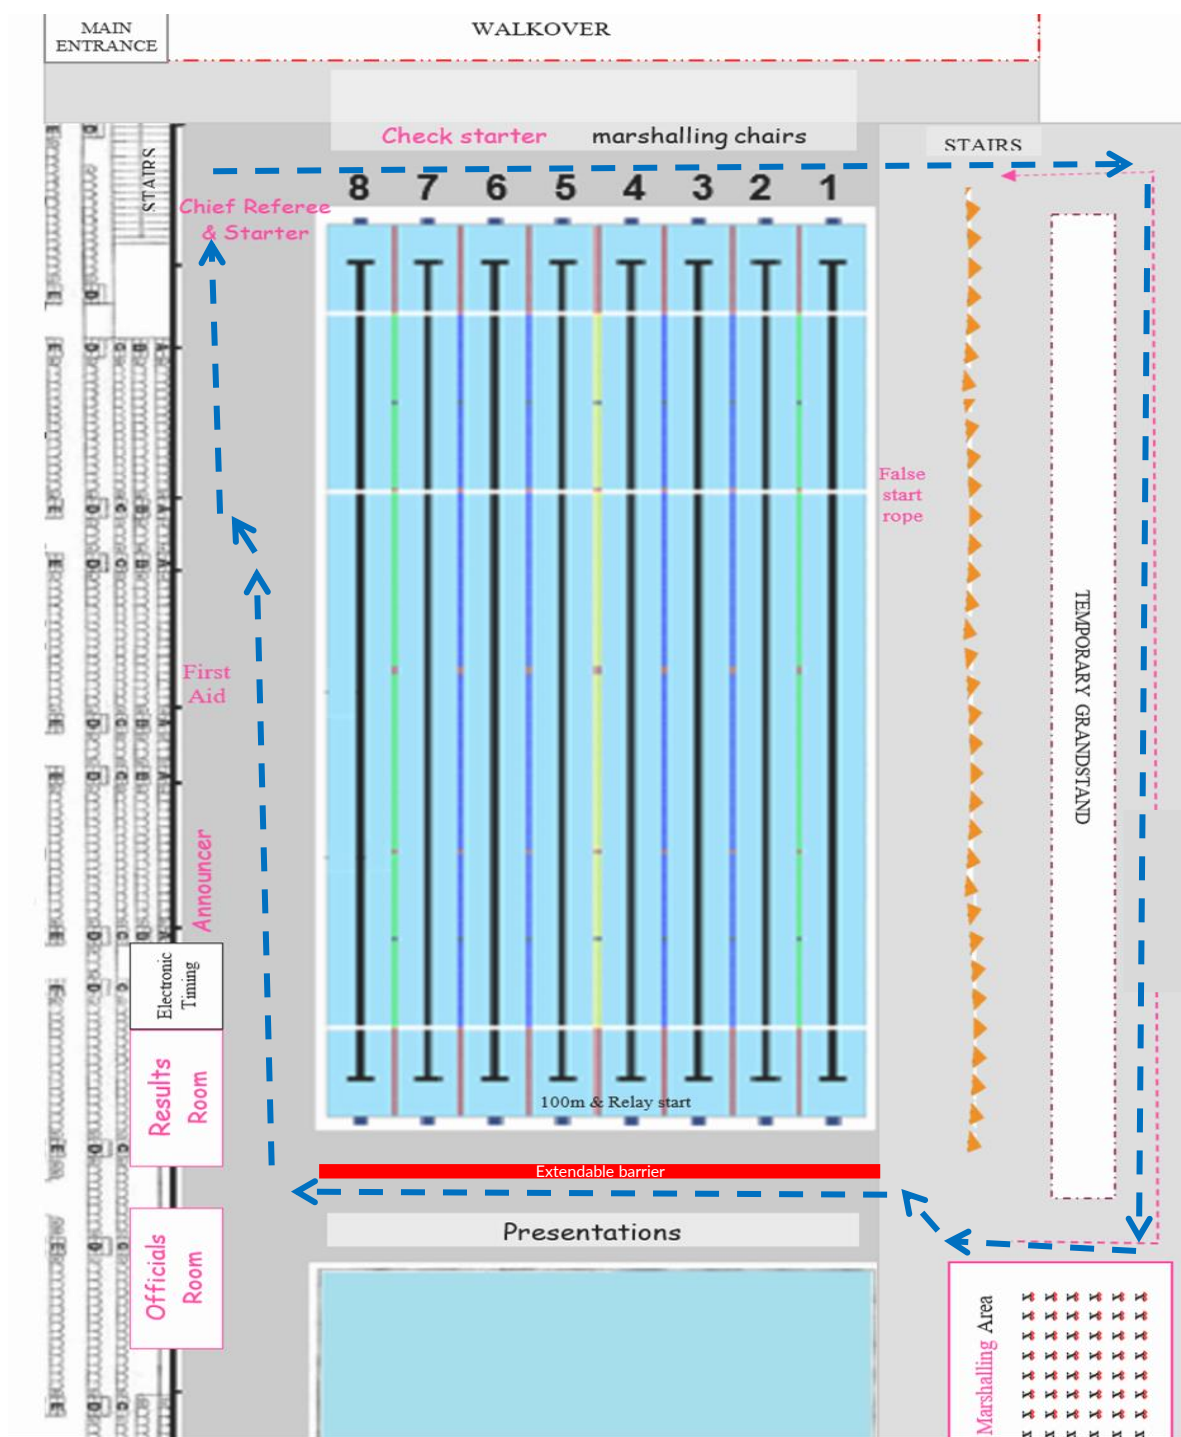 MAIN
ENTRANCE
WALKOVER
Check starter marshalling chairs
STAIRS
STAIRS
8 7 6 5 4 3 2 1
Chief Referee
& Starter
False
start
rope
First
Aid
TEMPORARY GRANDSTAND
Announcer
Electronic
Timing
Results
Room
100m & Relay start
Extendable barrier
Presentations
Officials
Room
Marshalling Area